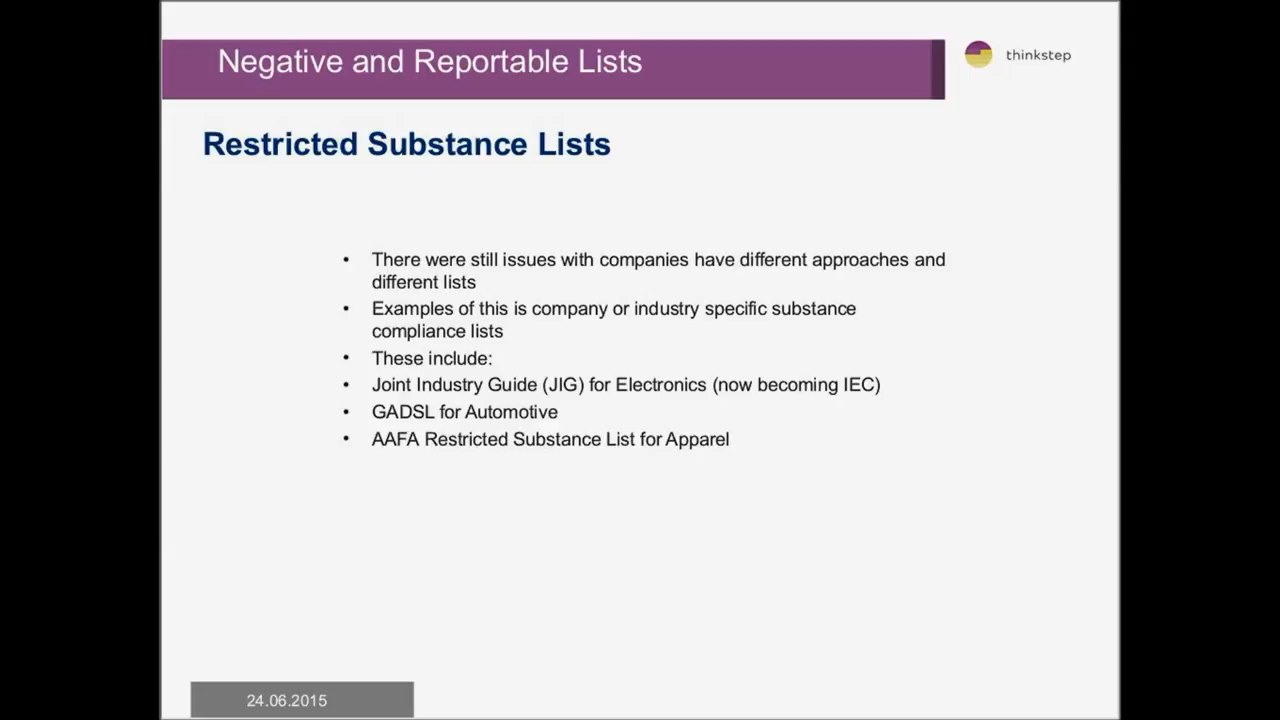 Negative and Reportable Lists
thinkstep
Restricted Substance Lists
• There were still issues with companies have different approaches and
different lists
• Examples of this is company or industry specific substance
compliance lists
• These include:
• Joint Industry Guide (JIG) for Electronics (now becoming IEC)
• GADSL for Automotive
• AAFA Restricted Substance List for Apparel
24.06.2015